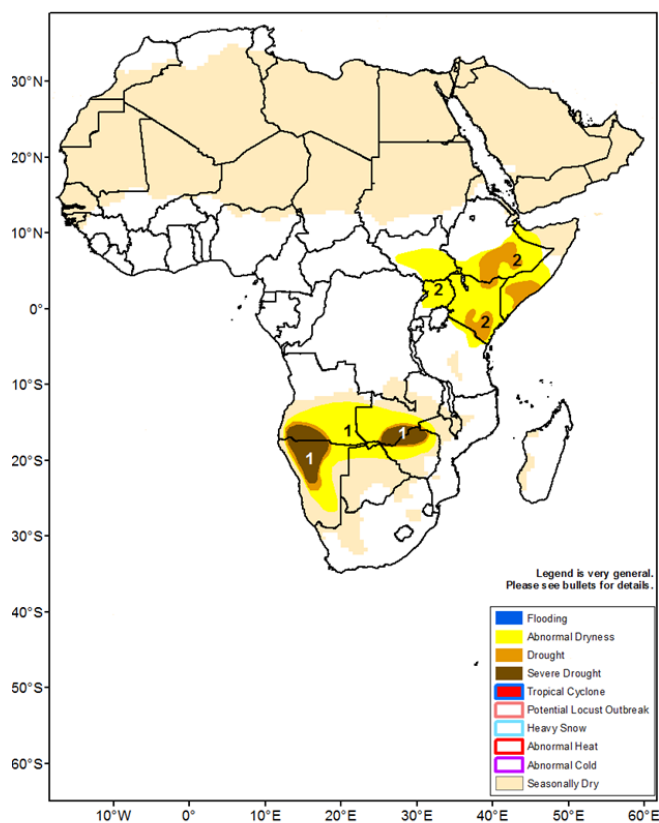 30°N
20°N
10°N
2
2
0°
2
10°S
1
1
1
20°S
30°S
Legend is very general.
Please see bullets for details.
40°S
Flooding
Abnormal Dryness
Drought
50°S
Severe Drought
Tropical Cyclone
Potential Locust Outbreak
Heavy Snow
60°S
Abnormal Heat
Abnormal Cold
Seasonally Dry
10°W 0° 10°E 20°E 30°E 40°E 50°E 60°E